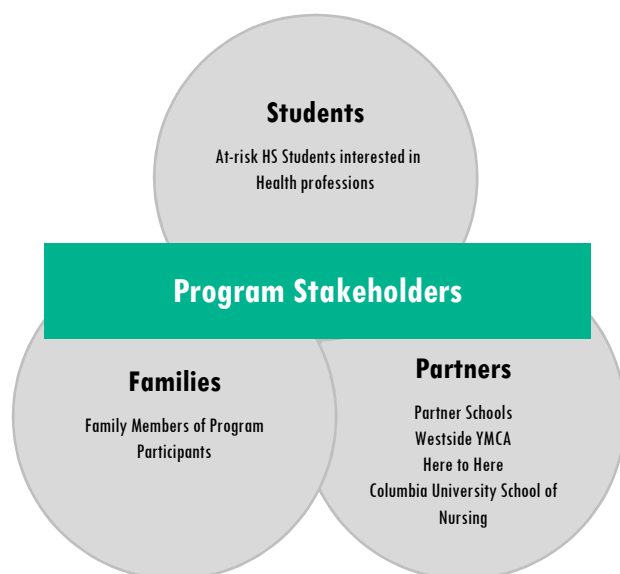 Students
At-risk HS Students interested in
Health professions
Program Stakeholders
Families
Family Members of Program
Participants
Partners
Partner Schools
Westside YMCA
Here to Here
Columbia University School of
Nursing